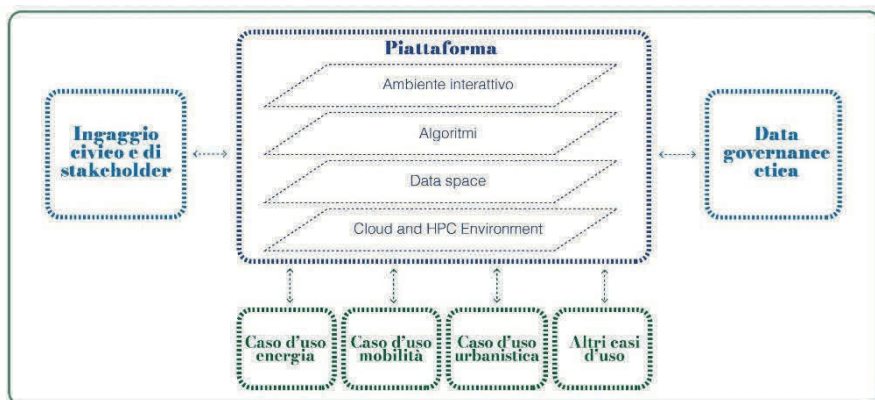 Piattaforma
Ambiente interattivo
Algoritmi
Data space
Cloud and HPC Environment
Ingaggio
civico e di
stakeholder
Data
governance
etica
Caso d'uso
energia
Caso d'uso
mobilità
Caso d'uso
urbanistica
Altri casi
d'uso